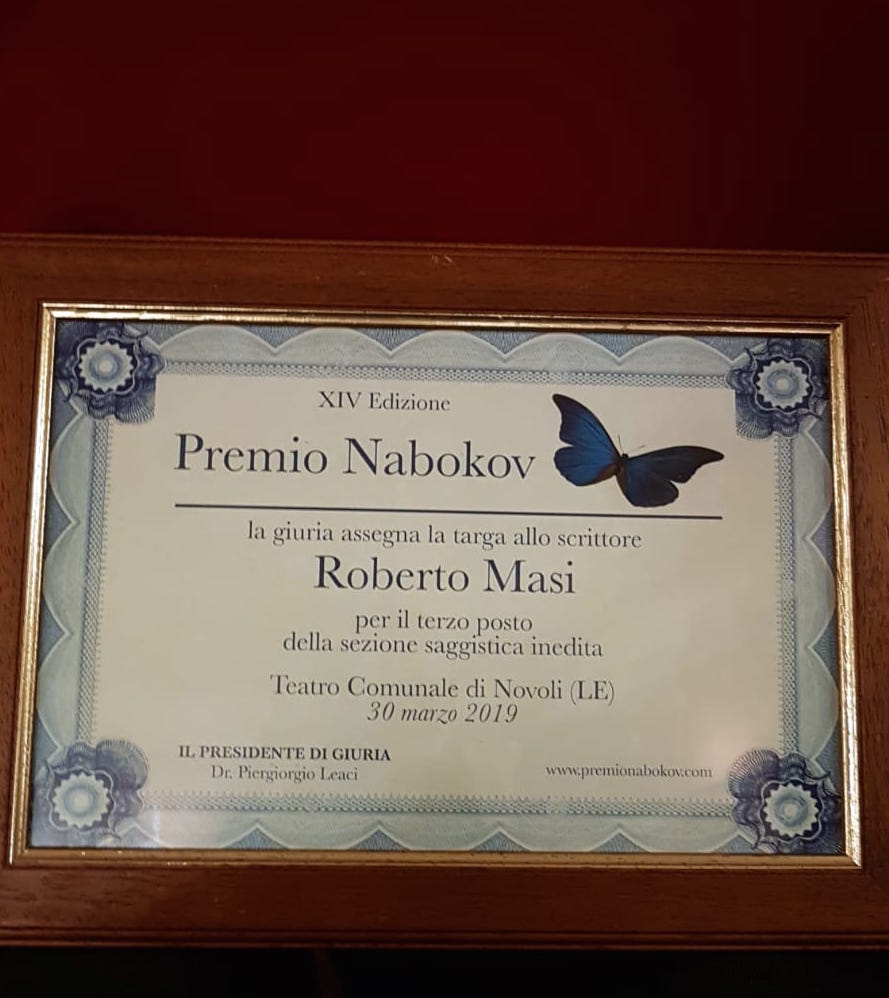 XIV Edizione
Premio Nabokov
la giuria assegna la targa allo scrittore
Roberto Masi
per il terzo posto
della sezione saggistica inedita
Teatro Comunale di Novoli (LE)
30 marzo 2019
IL PRESIDENTE DI GIURIA
Dr. Piergiorgio Leaci
www.premionabokov.com